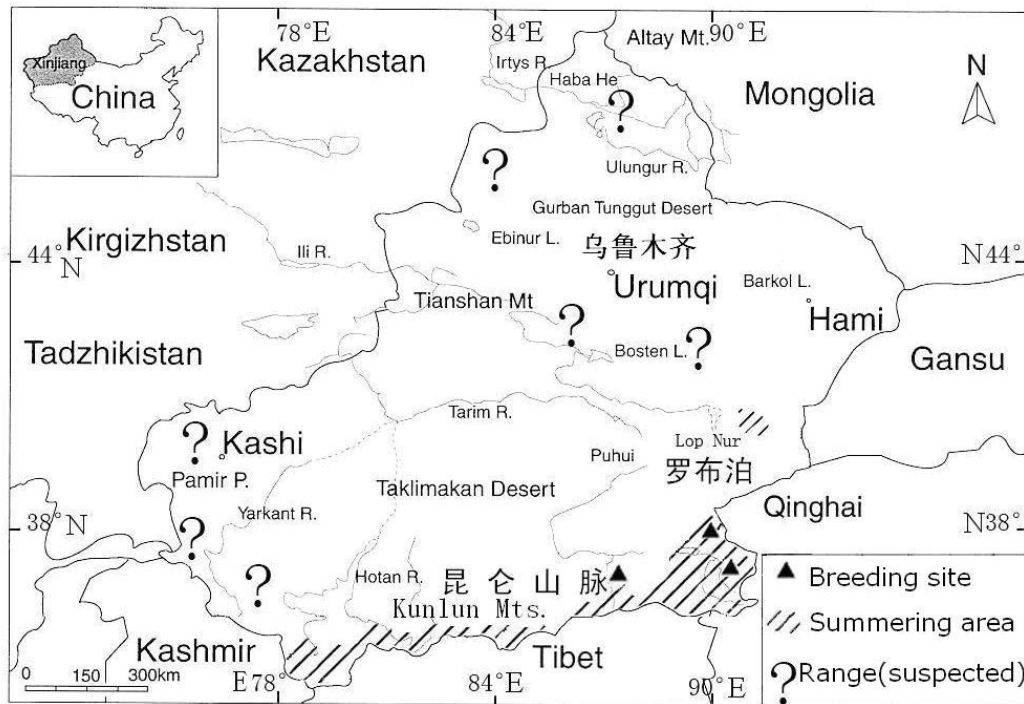 78°E
84°E
90°E
Altay Mt.
Xinjiang
China
Kazakhstan
Irtys R.
Haba He
Mongolia
N
?
?
Ulungur R.
Gurban Tunggut Desert
Kirgizhstan
Ebinur L.
乌鲁木齐
44°N
Ili R.
N44°
Urumqi
Barkol L.
Tianshan Mt
Hami
?
?
Tadzhikistan
Bosten L.
Gansu
Tarim R.
?
Kashi
Lop Nur
Puhui
罗布泊
Pamir P.
Taklimakan Desert
Qinghai
Yarkant R.
38°N
N38°
?
?
Hotan R.
昆仑山脉
Kunlun Mts.
Breeding site
Summering area
Kashmir
Tibet
?Range(suspected)
0 150 300km
E78°
84°E
90°E